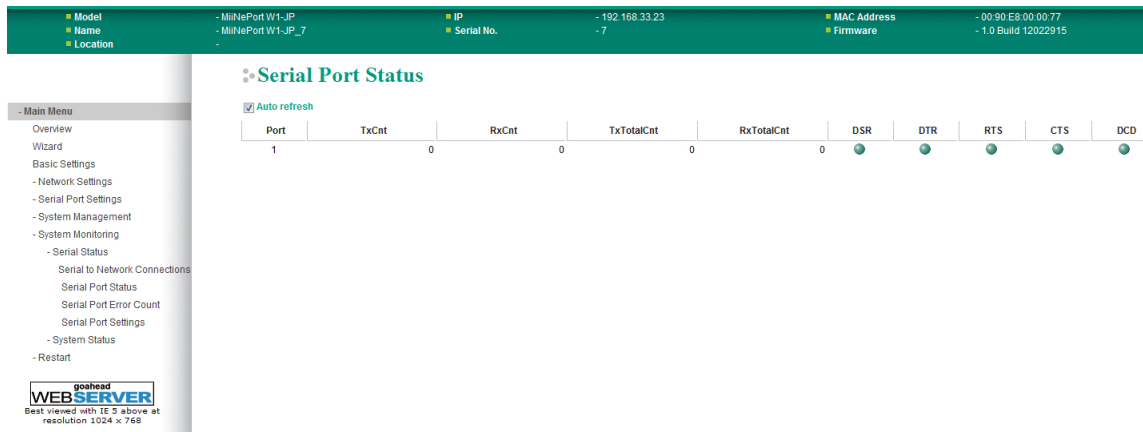 Model - MiiNePort W1-JP IP - 192.168.33.23 MAC Address - 00:90:E8:00:00:77
Name - MiiNePort W1-JP_7 Serial No. - 7 Firmware - 1.0 Build 12022915
Location -
Serial Port Status
Auto refresh
- Main Menu
Overview
Wizard
Basic Settings
- Network Settings
- Serial Port Settings
- System Management
- System Monitoring
- Serial Status
Serial to Network Connections
Serial Port Status
Serial Port Error Count
Serial Port Settings
- System Status
- Restart
Port TxCnt RxCnt TxTotalCnt RxTotalCnt DSR DTR RTS CTS DCD
1 0 0 0 0
goahead
WEBSERVER
Best viewed with IE 5 above at
resolution 1024 x 768